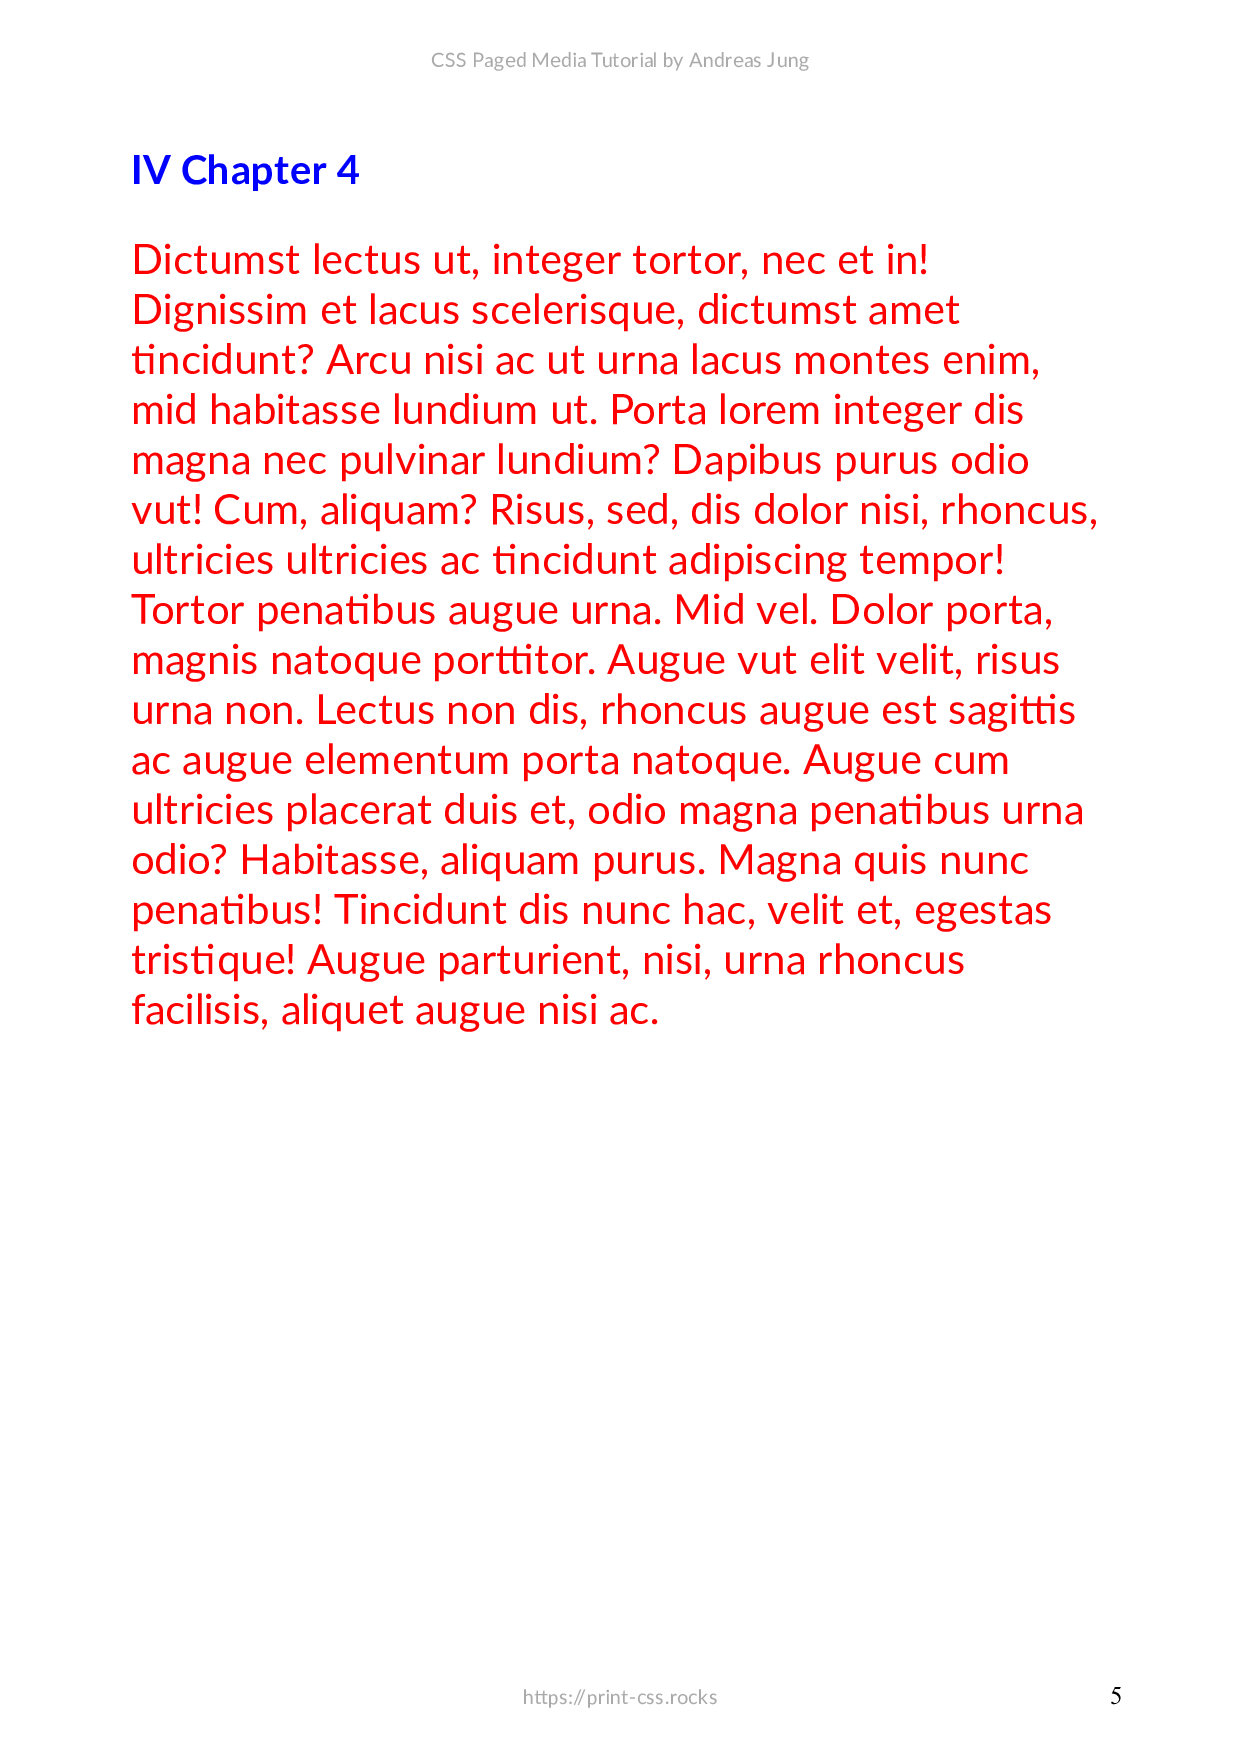 CSS Paged Media Tutorial by Andreas Jung
IV Chapter 4
Dictumst lectus ut, integer tortor, nec et in!
Dignissim et lacus scelerisque, dictumst amet
tincidunt? Arcu nisi ac ut urna lacus montes enim,
mid habitasse lundium ut. Porta lorem integer dis
magna nec pulvinar lundium? Dapibus purus odio
vut! Cum, aliquam? Risus, sed, dis dolor nisi, rhoncus,
ultricies ultricies ac tincidunt adipiscing tempor!
Tortor penatibus augue urna. Mid vel. Dolor porta,
magnis natoque porttitor. Augue vut elit velit, risus
urna non. Lectus non dis, rhoncus augue est sagittis
ac augue elementum porta natoque. Augue cum
ultricies placerat duis et, odio magna penatibus urna
odio? Habitasse, aliquam purus. Magna quis nunc
penatibus! Tincidunt dis nunc hac, velit et, egestas
tristique! Augue parturient, nisi, urna rhoncus
facilisis, aliquet augue nisi ac.
https://print-css.rocks
5